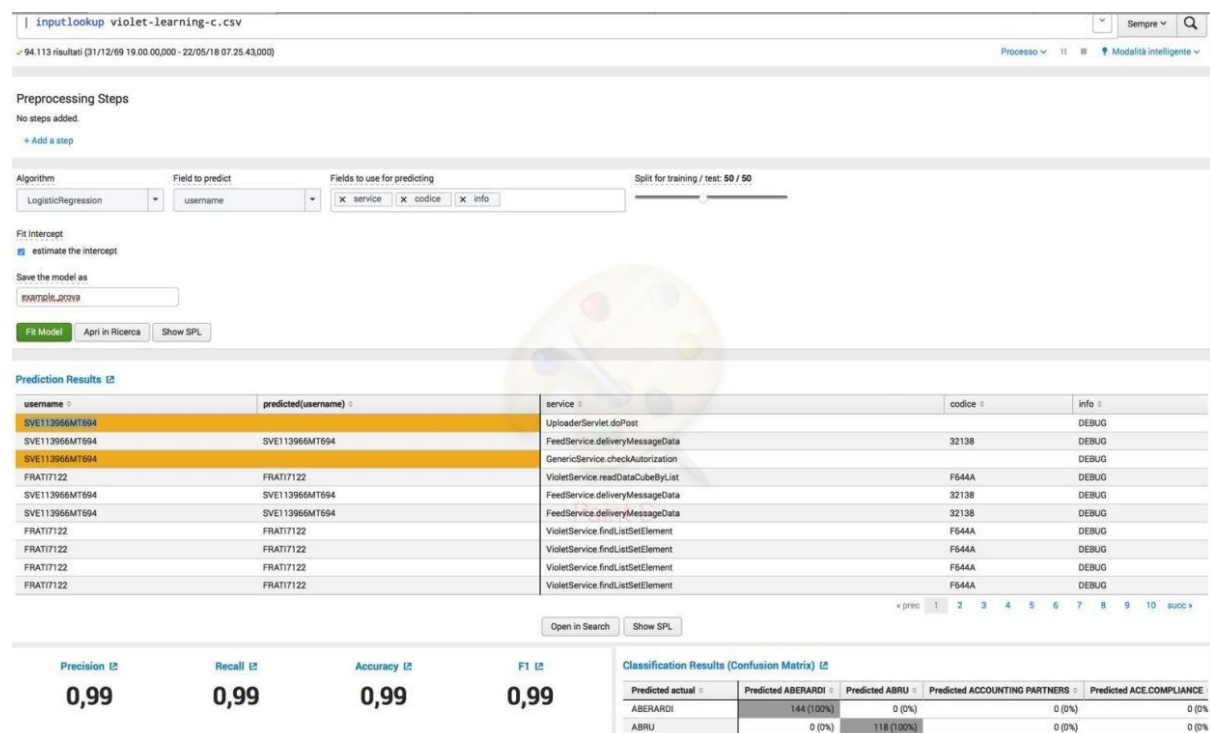 | inputlookup violet-learning-c.csv
Sempre
94.113 risultati (31/12/69 19.00.00,000 - 22/05/18 07.25.43,000)
Processo
Modalità intelligente
Preprocessing Steps
No steps added.
+ Add a step
Algorithm
Field to predict
Fields to use for predicting
Split for training / test: 50 / 50
LogisticRegression
username
x service x codice x info
Fit Intercept
estimate the intercept
Save the model as
example_prova
Fit Model Apri in Ricerca Show SPL
Prediction Results
username predicted(username) service codice info
SVE113966MT694 UploaderServlet.doPost DEBUG
SVE113966MT694 SVE113966MT694 FeedService.deliveryMessageData 32138 DEBUG
SVE113966MT694 GenericService.checkAutorization DEBUG
FRATI7122 FRATI7122 VioletService.readDataCubeByList F644A DEBUG
SVE113966MT694 SVE113966MT694 FeedService.deliveryMessageData 32138 DEBUG
SVE113966MT694 SVE113966MT694 FeedService.deliveryMessageData 32138 DEBUG
FRATI7122 FRATI7122 VioletService.findListSetElement F644A DEBUG
FRATI7122 FRATI7122 VioletService.findListSetElement F644A DEBUG
FRATI7122 FRATI7122 VioletService.findListSetElement F644A DEBUG
FRATI7122 FRATI7122 VioletService.findListSetElement F644A DEBUG
« prec 1 2 3 4 5 6 7 8 9 10 succ »
Open in Search Show SPL
Precision Recall Accuracy F1
0,99 0,99 0,99 0,99
Classification Results (Confusion Matrix)
Predicted actual Predicted ABERARDI Predicted ABRU Predicted ACCOUNTING PARTNERS Predicted ACE.COMPLIANCE
ABERARDI 144 (100%) 0 (0%) 0 (0%) 0 (0%
ABRU 0 (0%) 118 (100%) 0 (0%) 0 (0%